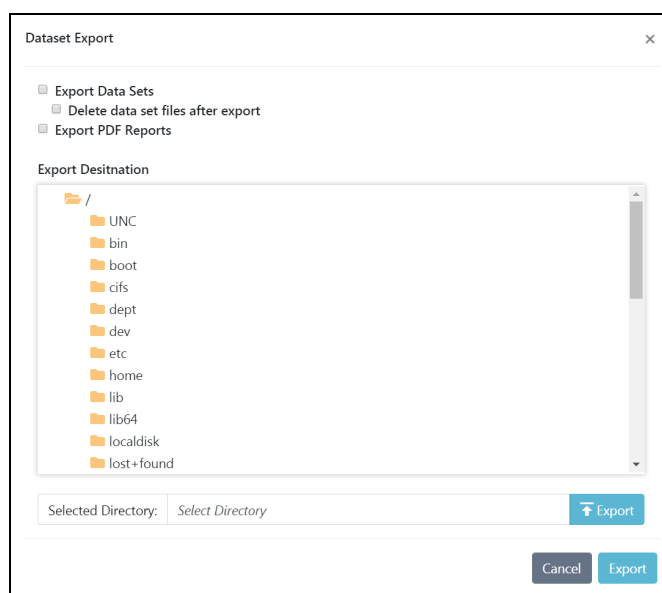 Dataset Export ×
Export Data Sets
Delete data set files after export
Export PDF Reports
Export Desitnation
/
UNC
bin
boot
cifs
dept
dev
etc
home
lib
lib64
localdisk
lost+found
Selected Directory: Select Directory Export
Cancel Export